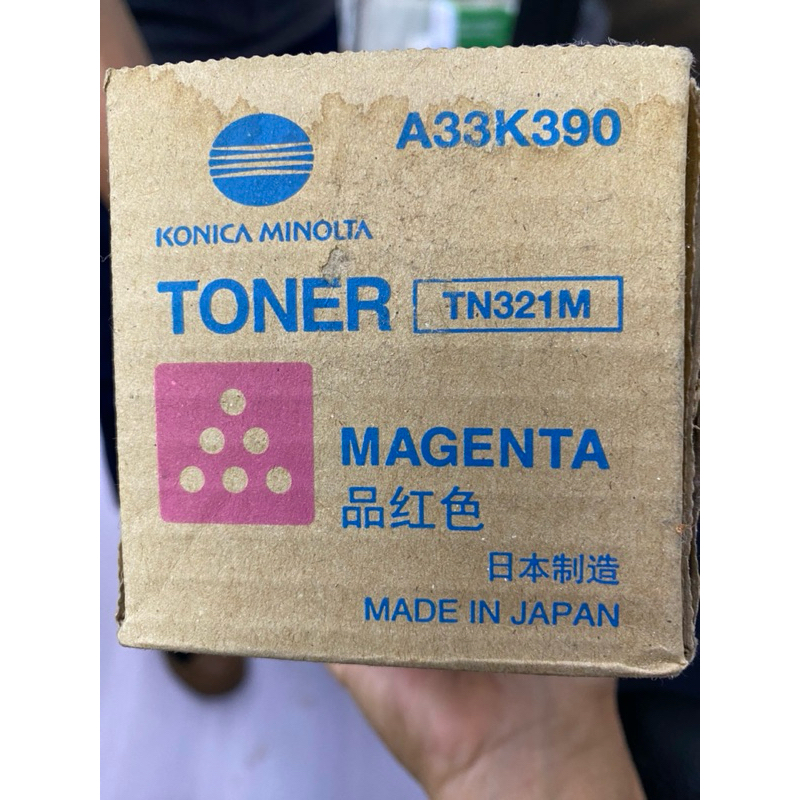 A33K390
KONICA MINOLTA
TONER TN321M
MAGENTA
品红色
日本制造
MADE IN JAPAN